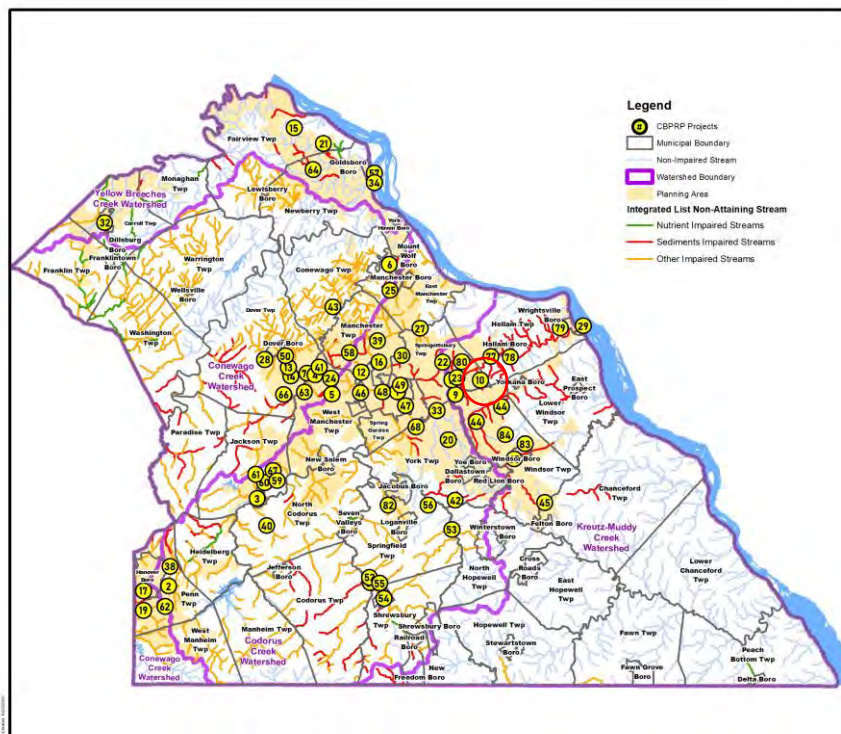 Legend
# CBPRP Projects
Municipal Boundary
Non-Impaired Stream
Watershed Boundary
Planning Area
Integrated List Non-Attaining Stream
Nutrient Impaired Streams
Sediments Impaired Streams
Other Impaired Streams
15
21
Fairview Twp
64
Goldsboro
Boro
57
34
Monaghan
Twp
Yellow Breeches
Creek Watershed
Lewisberry
Boro
Newberry Twp
32
Carroll Twp
Dillsburg
Boro
Franklintown
Boro
Franklin Twp
York
Haven Boro
Mount
Wolf
Boro
6
Manchester Boro
25
East
Manchester
Twp
Warrington
Twp
Wellsville
Boro
Conewago Twp
43
Washington
Twp
Dover Twp
Manchester
Twp
27
Wrightsville
Boro
79
29
Hellam Twp
Hallam Boro
77
78
Springettsbury
Twp
22
80
23
9
10
Yorkana Boro
East
Prospect
Boro
Lower
Windsor
Twp
39
58
30
16
12
46
48
49
47
Dover Boro
28
50
13
14
4
41
24
5
66
63
Conewago
Creek
Watershed
West
Manchester Twp
Spring
Garden Twp
33
68
20
44
44
84
83
Windsor Boro
Windsor Twp
Paradise Twp
Jackson Twp
New Salem
Boro
York Twp
Yoe Boro
Dallastown
Boro
Red Lion Boro
61
67
60
59
3
40
North
Codorus
Twp
Jacobus Boro
82
Loganville
Boro
Seven
Valleys
Boro
56
42
53
Winterstown
Boro
45
Felton Boro
Chanceford
Twp
Kreutz-Muddy
Creek
Watershed
Heidelberg
Twp
Springfield
Twp
Jefferson
Boro
North
Hopewell
Twp
Cross
Roads
Boro
East
Hopewell
Twp
Lower
Chanceford
Twp
38
Hanover
Boro
17
2
19
62
Penn
Twp
Codorus Twp
52
55
54
Shrewsbury
Twp
Shrewsbury Boro
Railroad
Boro
New
Freedom Boro
Hopewell Twp
Stewartstown
Boro
Fawn Twp
Fawn Grove
Boro
Peach
Bottom Twp
Delta Boro
West
Manheim
Twp
Manheim Twp
Codorus
Creek
Watershed
Conewago
Creek
Watershed